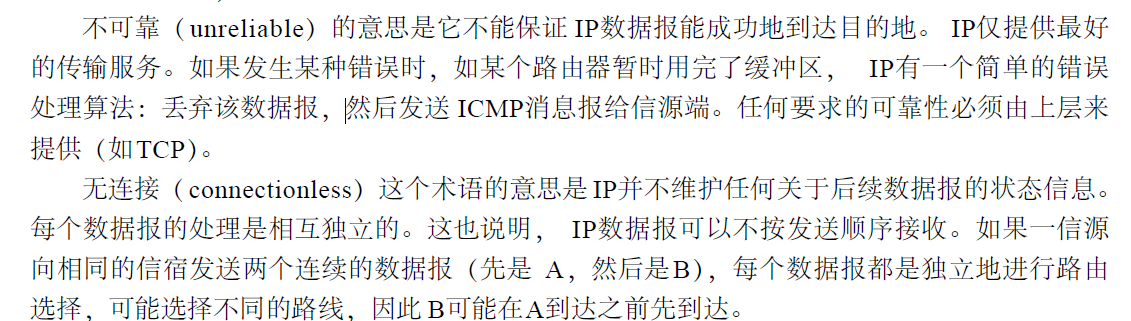 不可靠（unreliable）的意思是它不能保证 IP数据报能成功地到达目的地。 IP仅提供最好
的传输服务。如果发生某种错误时，如某个路由器暂时用完了缓冲区， IP有一个简单的错误
处理算法：丢弃该数据报，然后发送 ICMP消息报给信源端。任何要求的可靠性必须由上层来
提供（如TCP）。
无连接（connectionless）这个术语的意思是IP并不维护任何关于后续数据报的状态信息。
每个数据报的处理是相互独立的。这也说明， IP数据报可以不按发送顺序接收。如果一信源
向相同的信宿发送两个连续的数据报（先是 A，然后是B），每个数据报都是独立地进行路由
选择，可能选择不同的路线，因此 B可能在A到达之前先到达。